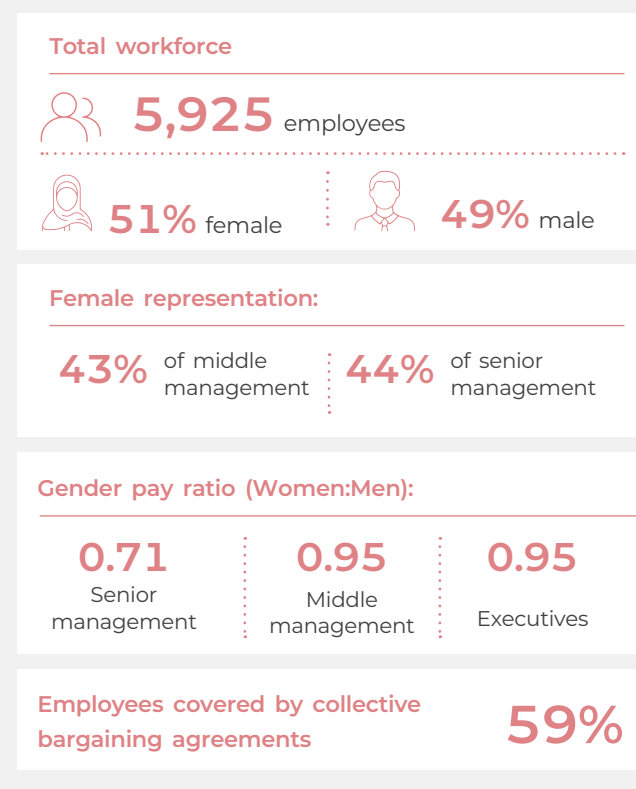 Total workforce
5,925 employees
51% female
49% male
Female representation:
43% of middle
management
44% of senior
management
Gender pay ratio (Women:Men):
0.71
Senior
management
0.95
Middle
management
0.95
Executives
Employees covered by collective
bargaining agreements
59%